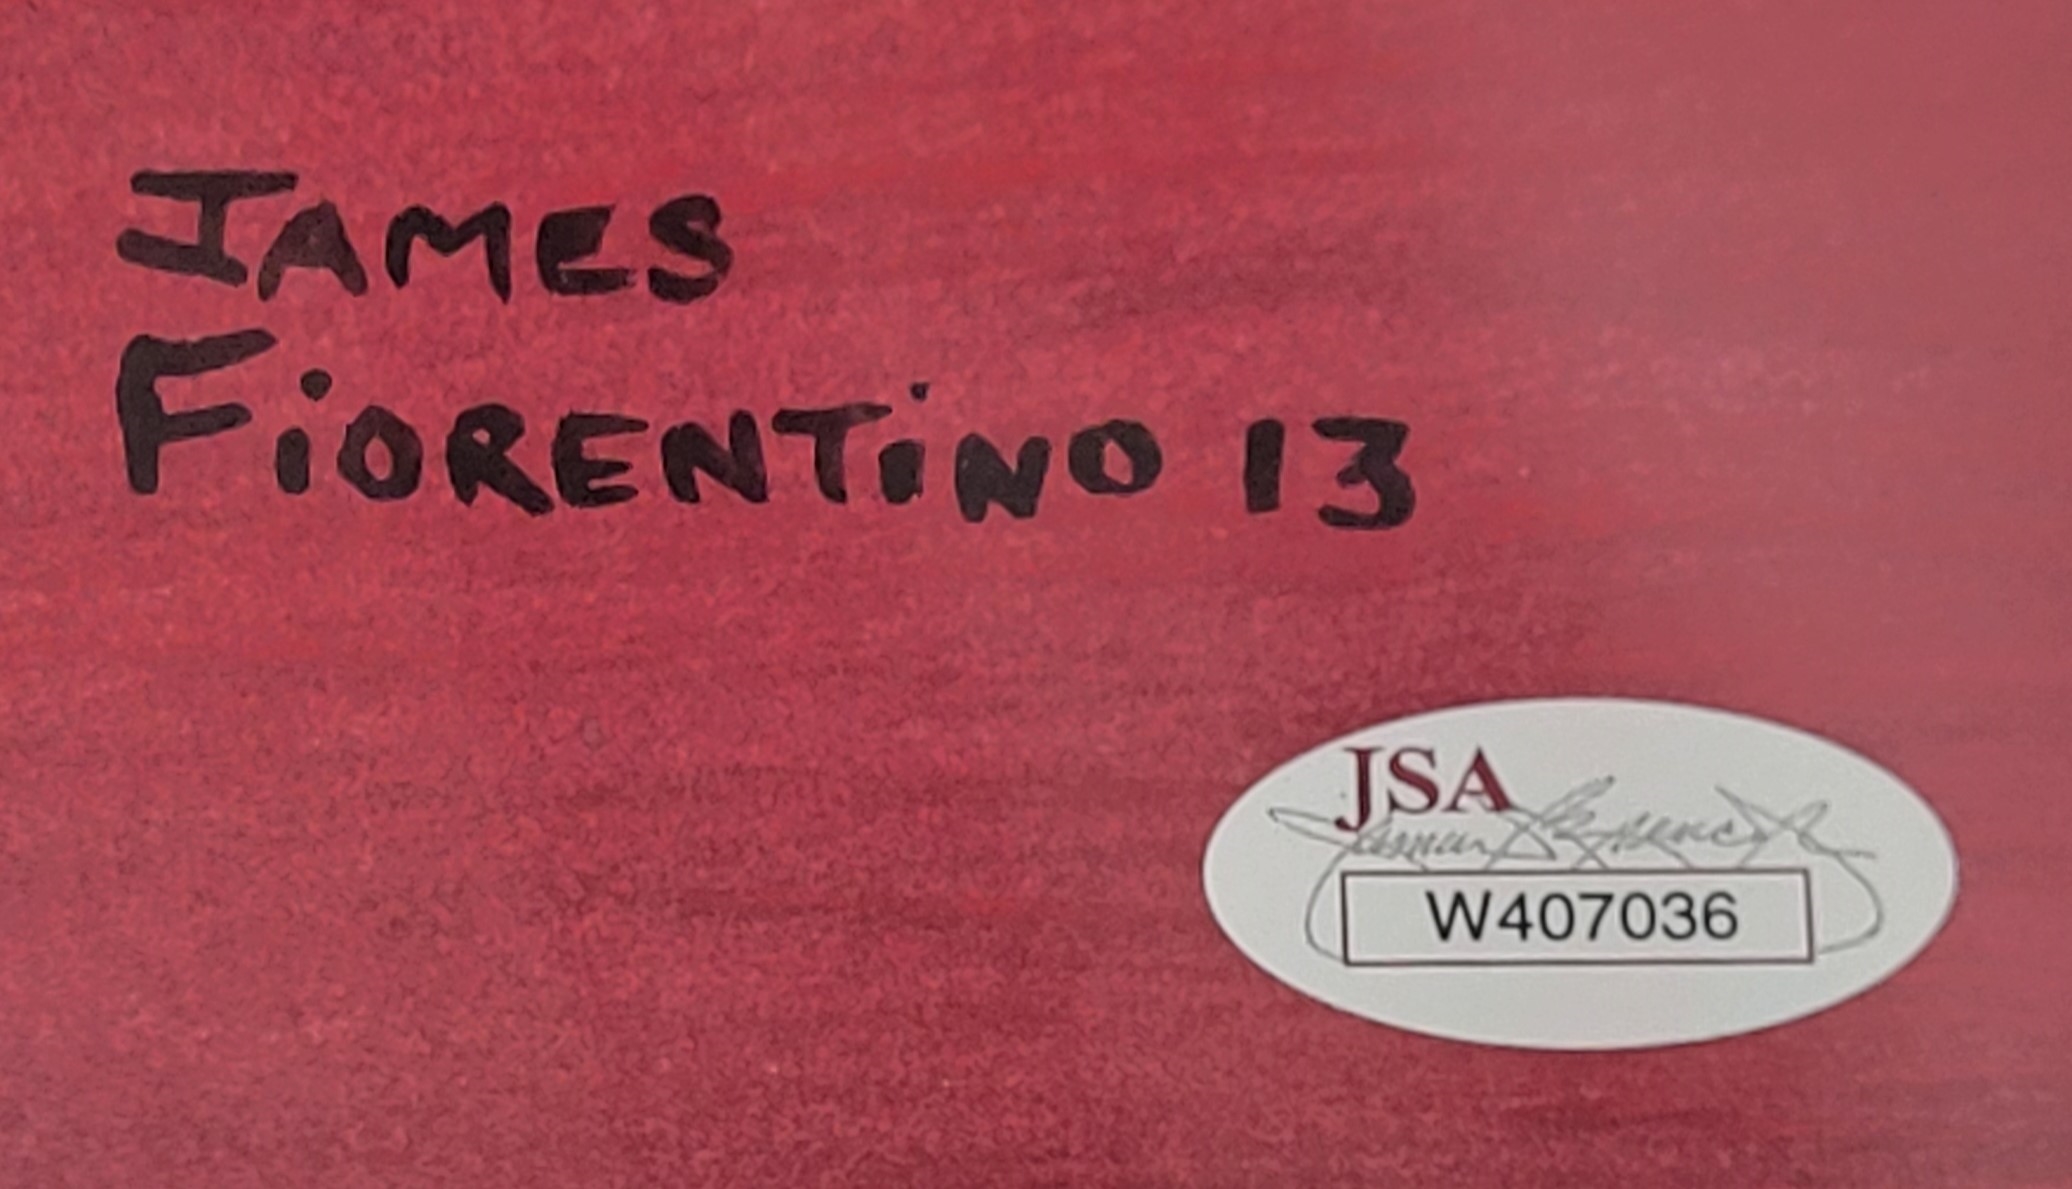 JAMES
FiORENTiNO 13
JSA
W407036